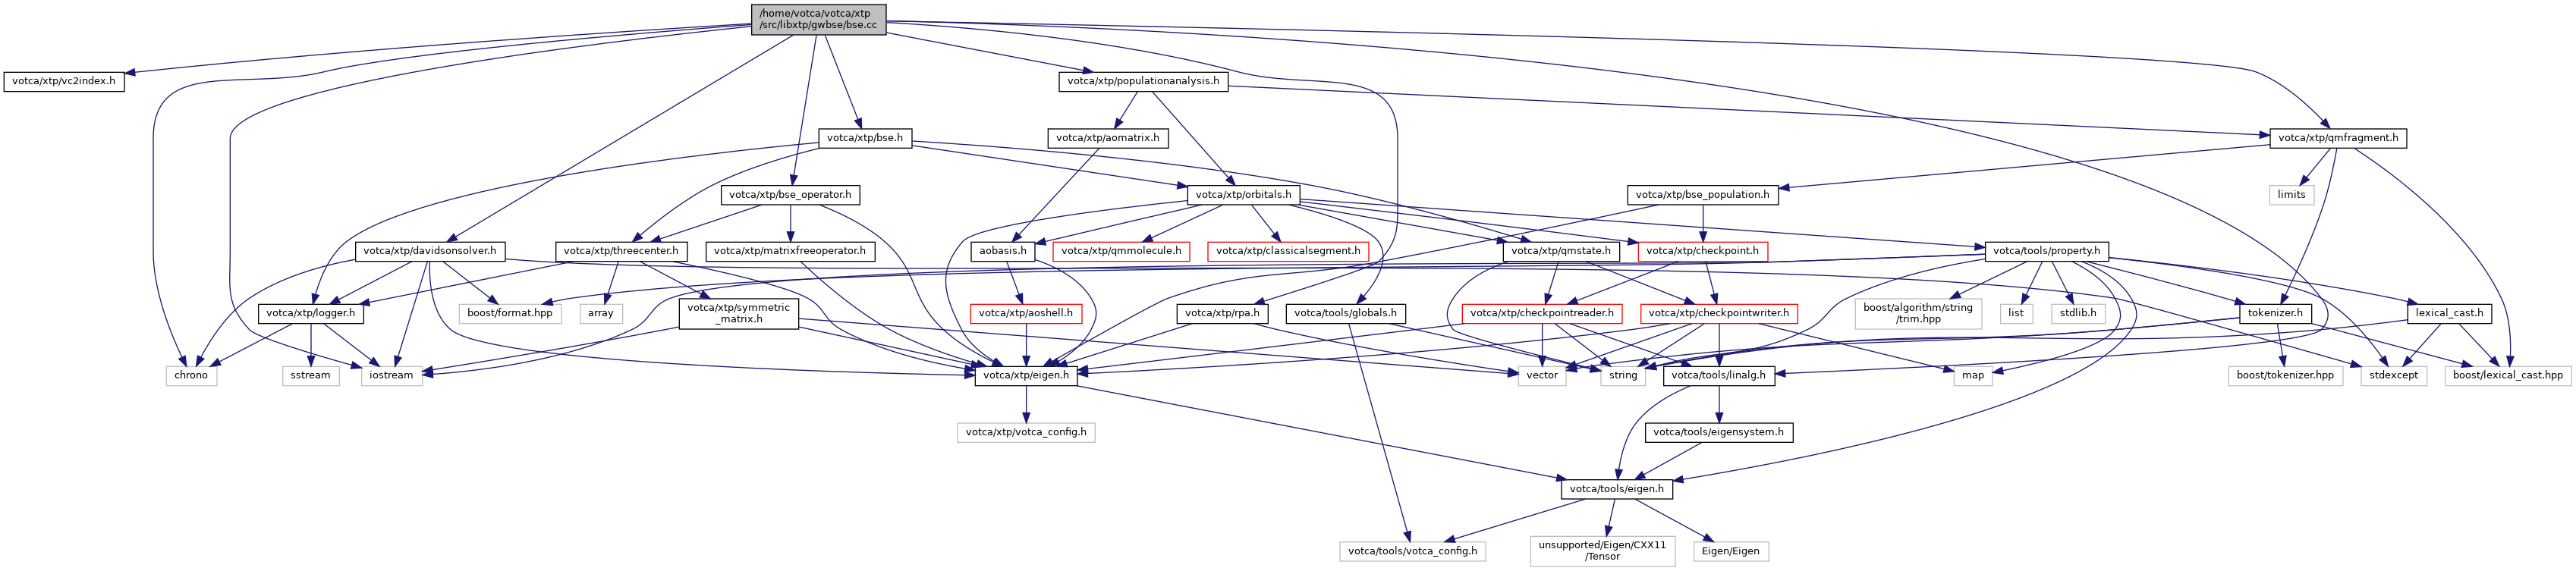 /home/votca/votca/xtp
/src/libxtp/gwbse/bse.cc
votca/xtp/vc2index.h
votca/xtp/populationanalysis.h
votca/xtp/bse.h
votca/xtp/aomatrix.h
votca/xtp/qmfragment.h
votca/xtp/bse_operator.h
votca/xtp/orbitals.h
votca/xtp/bse_population.h
limits
votca/xtp/davidsonsolver.h
votca/xtp/threecenter.h
votca/xtp/matrixfreeoperator.h
aobasis.h
votca/xtp/qmmolecule.h
votca/xtp/classicalsegment.h
votca/xtp/qmstate.h
votca/xtp/checkpoint.h
votca/tools/property.h
votca/xtp/logger.h
boost/format.hpp
array
votca/xtp/symmetric
_matrix.h
votca/xtp/aoshell.h
votca/xtp/rpa.h
votca/tools/globals.h
votca/xtp/checkpointreader.h
votca/xtp/checkpointwriter.h
boost/algorithm/string
/trim.hpp
list
stdlib.h
tokenizer.h
lexical_cast.h
chrono
sstream
iostream
votca/xtp/eigen.h
vector
string
votca/tools/linalg.h
map
boost/tokenizer.hpp
stdexcept
boost/lexical_cast.hpp
votca/xtp/votca_config.h
votca/tools/eigensystem.h
votca/tools/eigen.h
votca/tools/votca_config.h
unsupported/Eigen/CXX11
/Tensor
Eigen/Eigen